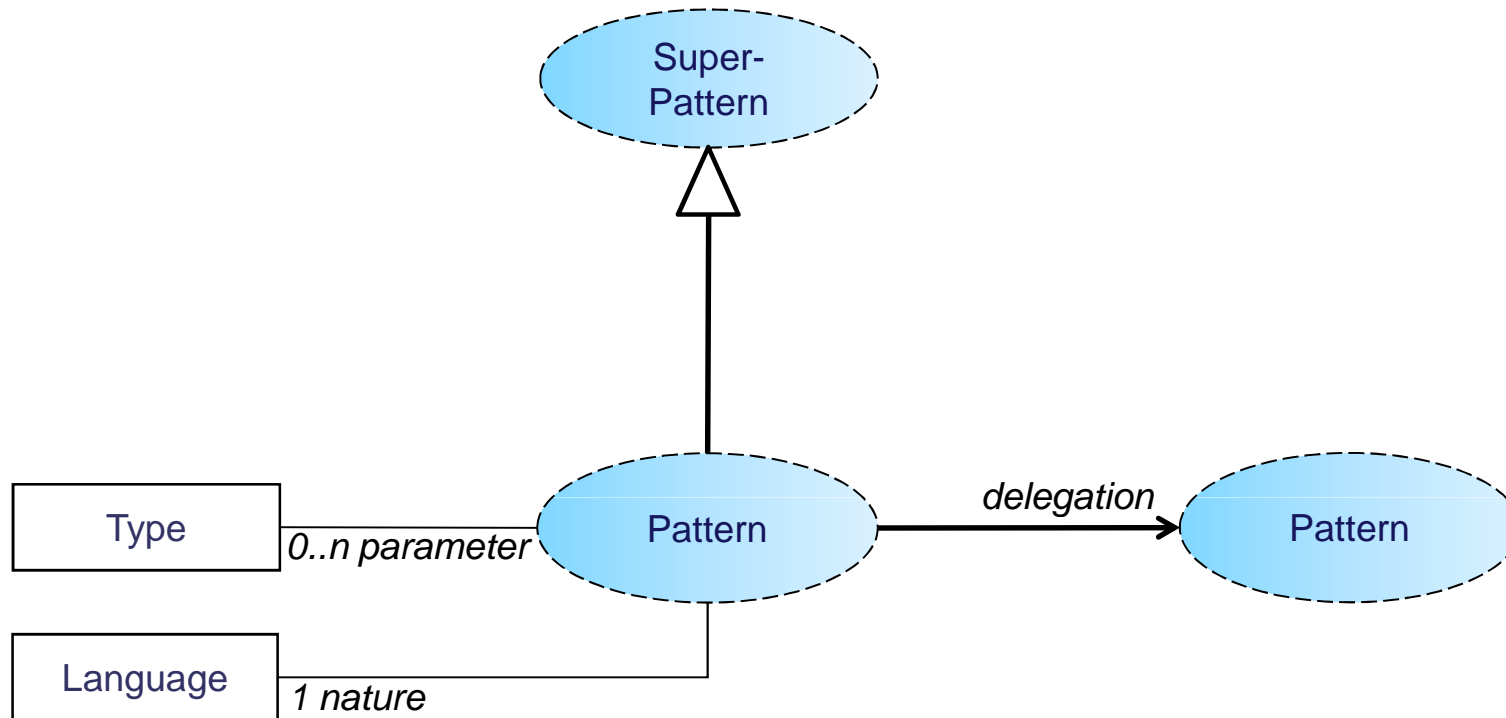 Super-
Pattern
Type
0..n parameter
Pattern
delegation
Pattern
Language
1 nature